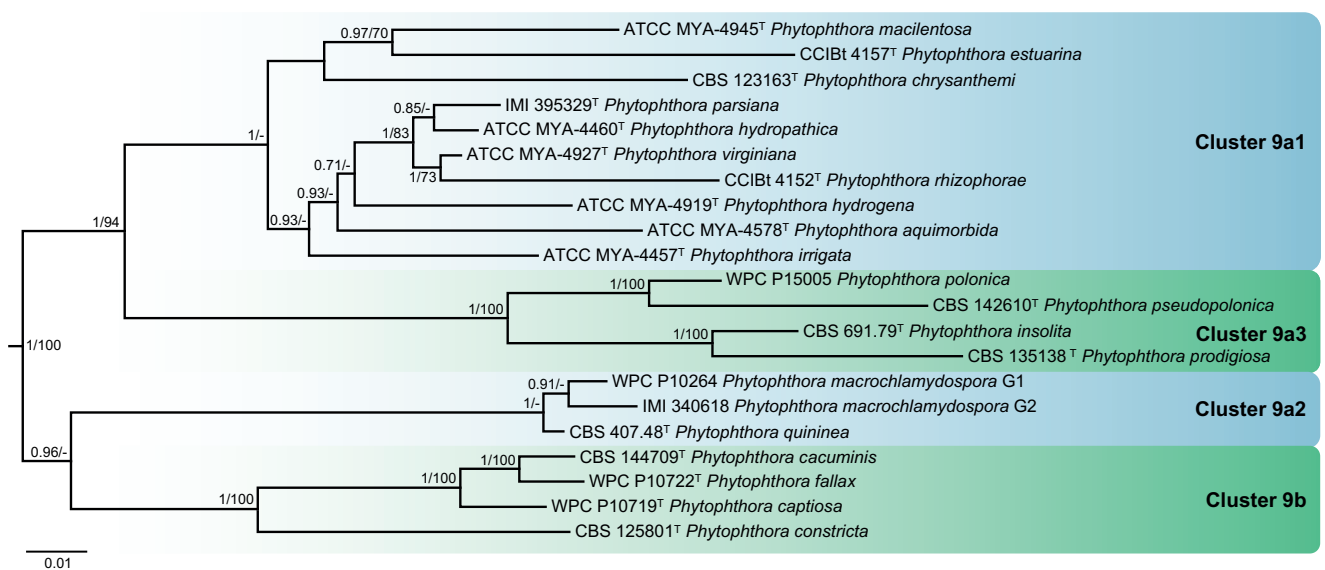 0.97/70
ATCC MYA-4945ᵀ Phytophthora macilentosa
CCIBt 4157ᵀ Phytophthora estuarina
CBS 123163ᵀ Phytophthora chrysanthemi
0.85/-
IMI 395329ᵀ Phytophthora parsiana
1/83
ATCC MYA-4460ᵀ Phytophthora hydropathica
1/-
Cluster 9a1
ATCC MYA-4927ᵀ Phytophthora virginiana
0.71/-
1/73
CCIBt 4152ᵀ Phytophthora rhizophorae
0.93/-
ATCC MYA-4919ᵀ Phytophthora hydrogena
1/94
0.93/-
ATCC MYA-4578ᵀ Phytophthora aquimorbida
ATCC MYA-4457ᵀ Phytophthora irrigata
1/100
WPC P15005 Phytophthora polonica
1/100
CBS 142610ᵀ Phytophthora pseudopolonica
1/100
CBS 691.79ᵀ Phytophthora insolita
Cluster 9a3
1/100
CBS 135138 ᵀ Phytophthora prodigiosa
0.91/-
WPC P10264 Phytophthora macrochlamydospora G1
1/-
IMI 340618 Phytophthora macrochlamydospora G2
Cluster 9a2
CBS 407.48ᵀ Phytophthora quininea
0.96/-
1/100
CBS 144709ᵀ Phytophthora cacuminis
1/100
WPC P10722ᵀ Phytophthora fallax
1/100
Cluster 9b
WPC P10719ᵀ Phytophthora captiosa
CBS 125801ᵀ Phytophthora constricta
0.01